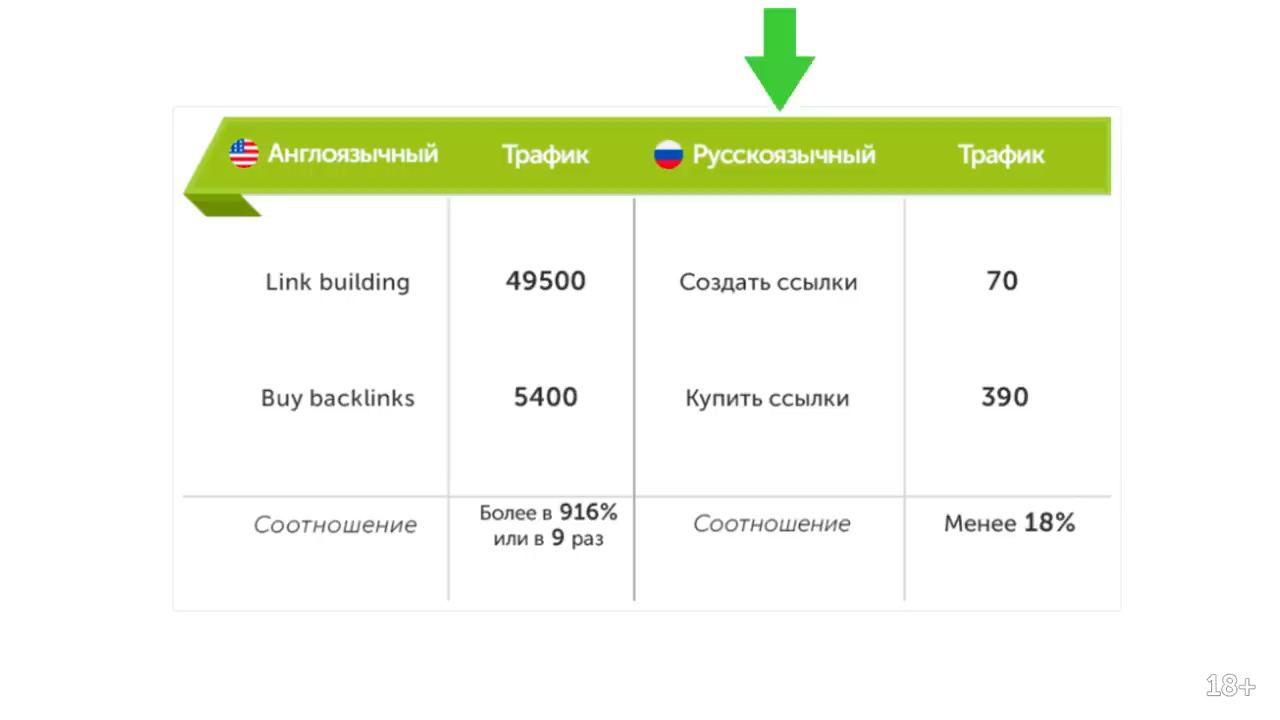 Англоязычный Трафик Русскоязычный Трафик
Link building 49500 Создать ссылки 70
Buy backlinks 5400 Купить ссылки 390
Соотношение Более в 916% или в 9 раз Соотношение Менее 18%
18+